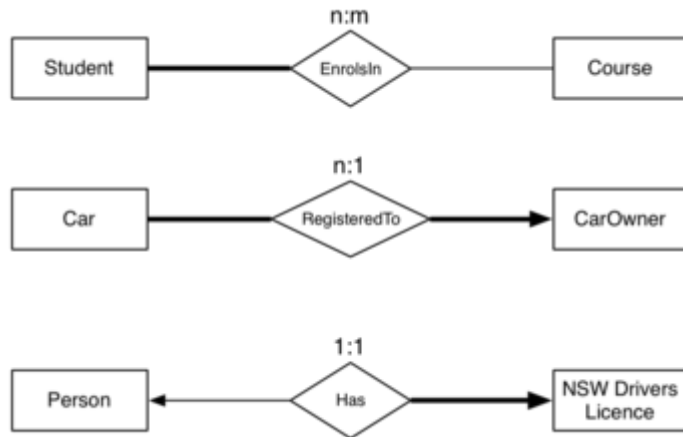 n:m
Student
EnrolsIn
Course
n:1
Car
RegisteredTo
CarOwner
1:1
Person
Has
NSW Drivers
Licence